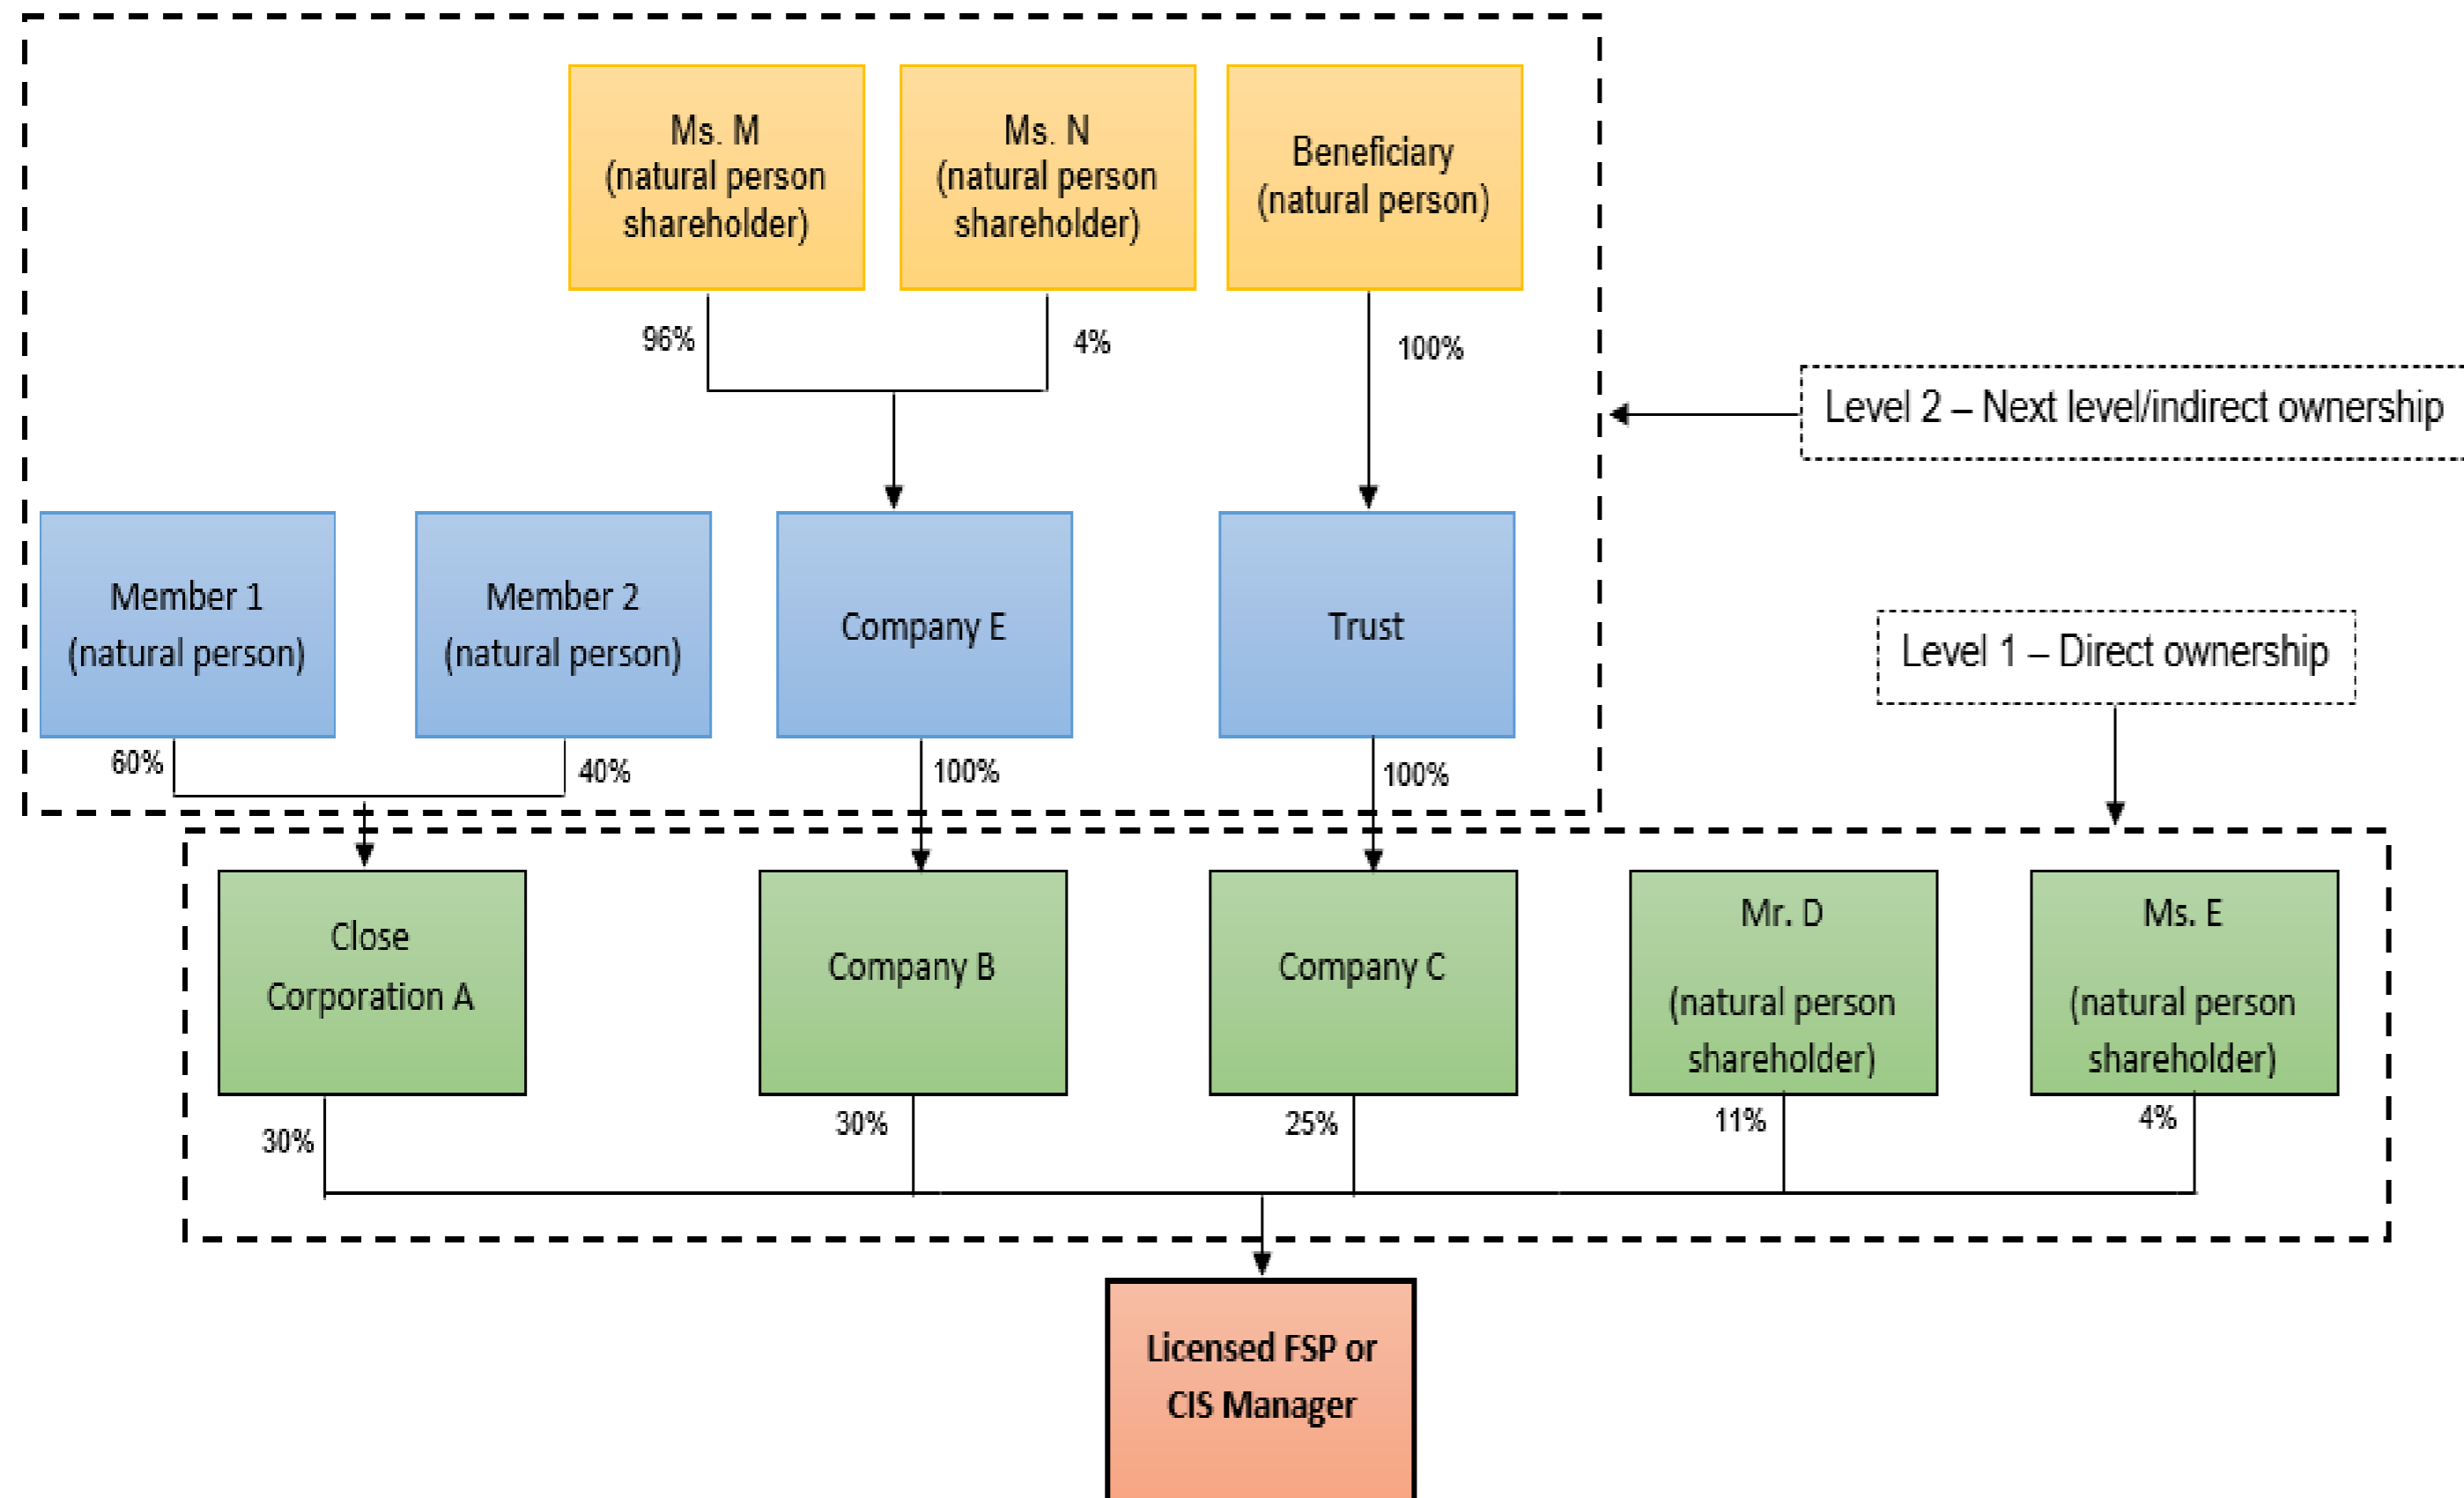 Ms. M
(natural person
shareholder)
Ms. N
(natural person
shareholder)
Beneficiary
(natural person)
96%
4%
100%
Level 2 – Next level/indirect ownership
Member 1
(natural person)
Member 2
(natural person)
Company E
Trust
Level 1 – Direct ownership
60%
40%
100%
100%
Close
Corporation A
Company B
Company C
Mr. D
(natural person
shareholder)
Ms. E
(natural person
shareholder)
30%
30%
25%
11%
4%
Licensed FSP or
CIS Manager